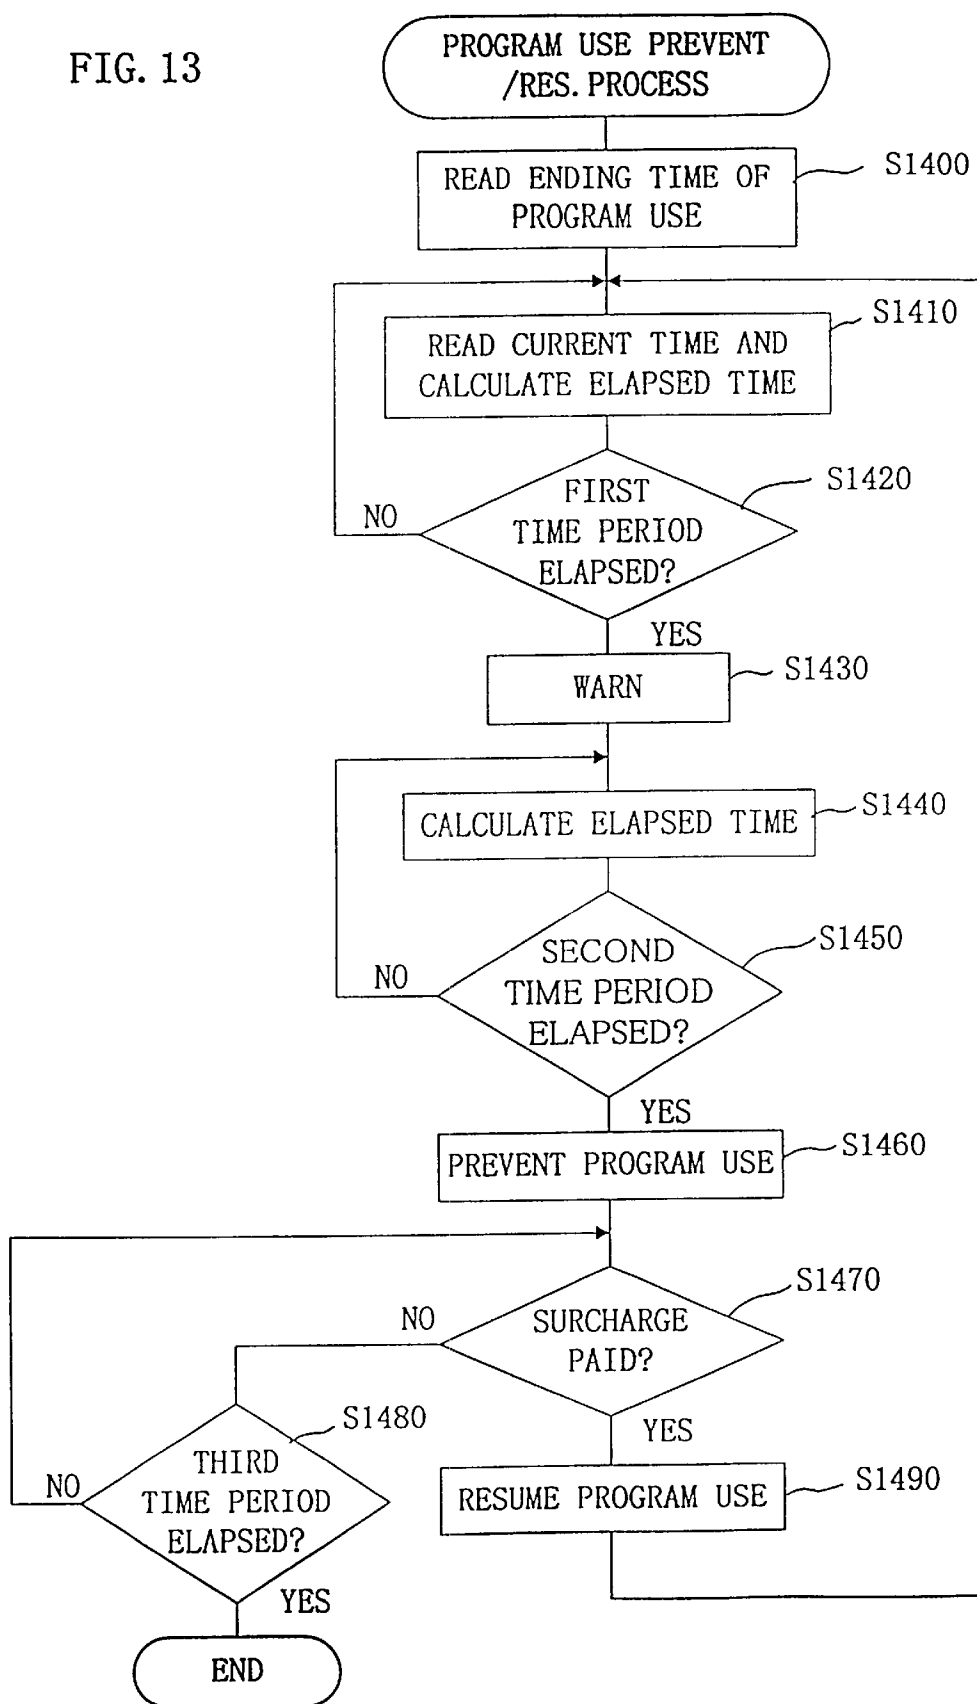 FIG. 13
PROGRAM USE PREVENT
/RES. PROCESS
READ ENDING TIME OF
PROGRAM USE
S1400
S1410
READ CURRENT TIME AND
CALCULATE ELAPSED TIME
S1420
FIRST
TIME PERIOD
ELAPSED?
NO
YES
WARN
S1430
CALCULATE ELAPSED TIME
S1440
S1450
SECOND
TIME PERIOD
ELAPSED?
NO
YES
PREVENT PROGRAM USE
S1460
S1470
SURCHARGE
PAID?
NO
YES
S1480
THIRD
TIME PERIOD
ELAPSED?
NO
YES
RESUME PROGRAM USE
S1490
END